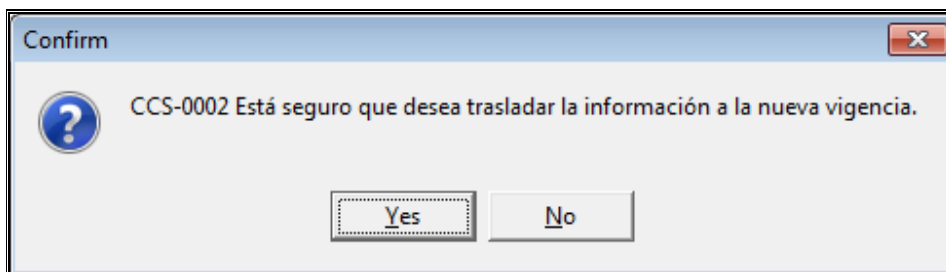 Confirm
CCS-0002 Está seguro que desea trasladar la información a la nueva vigencia.
Yes
No